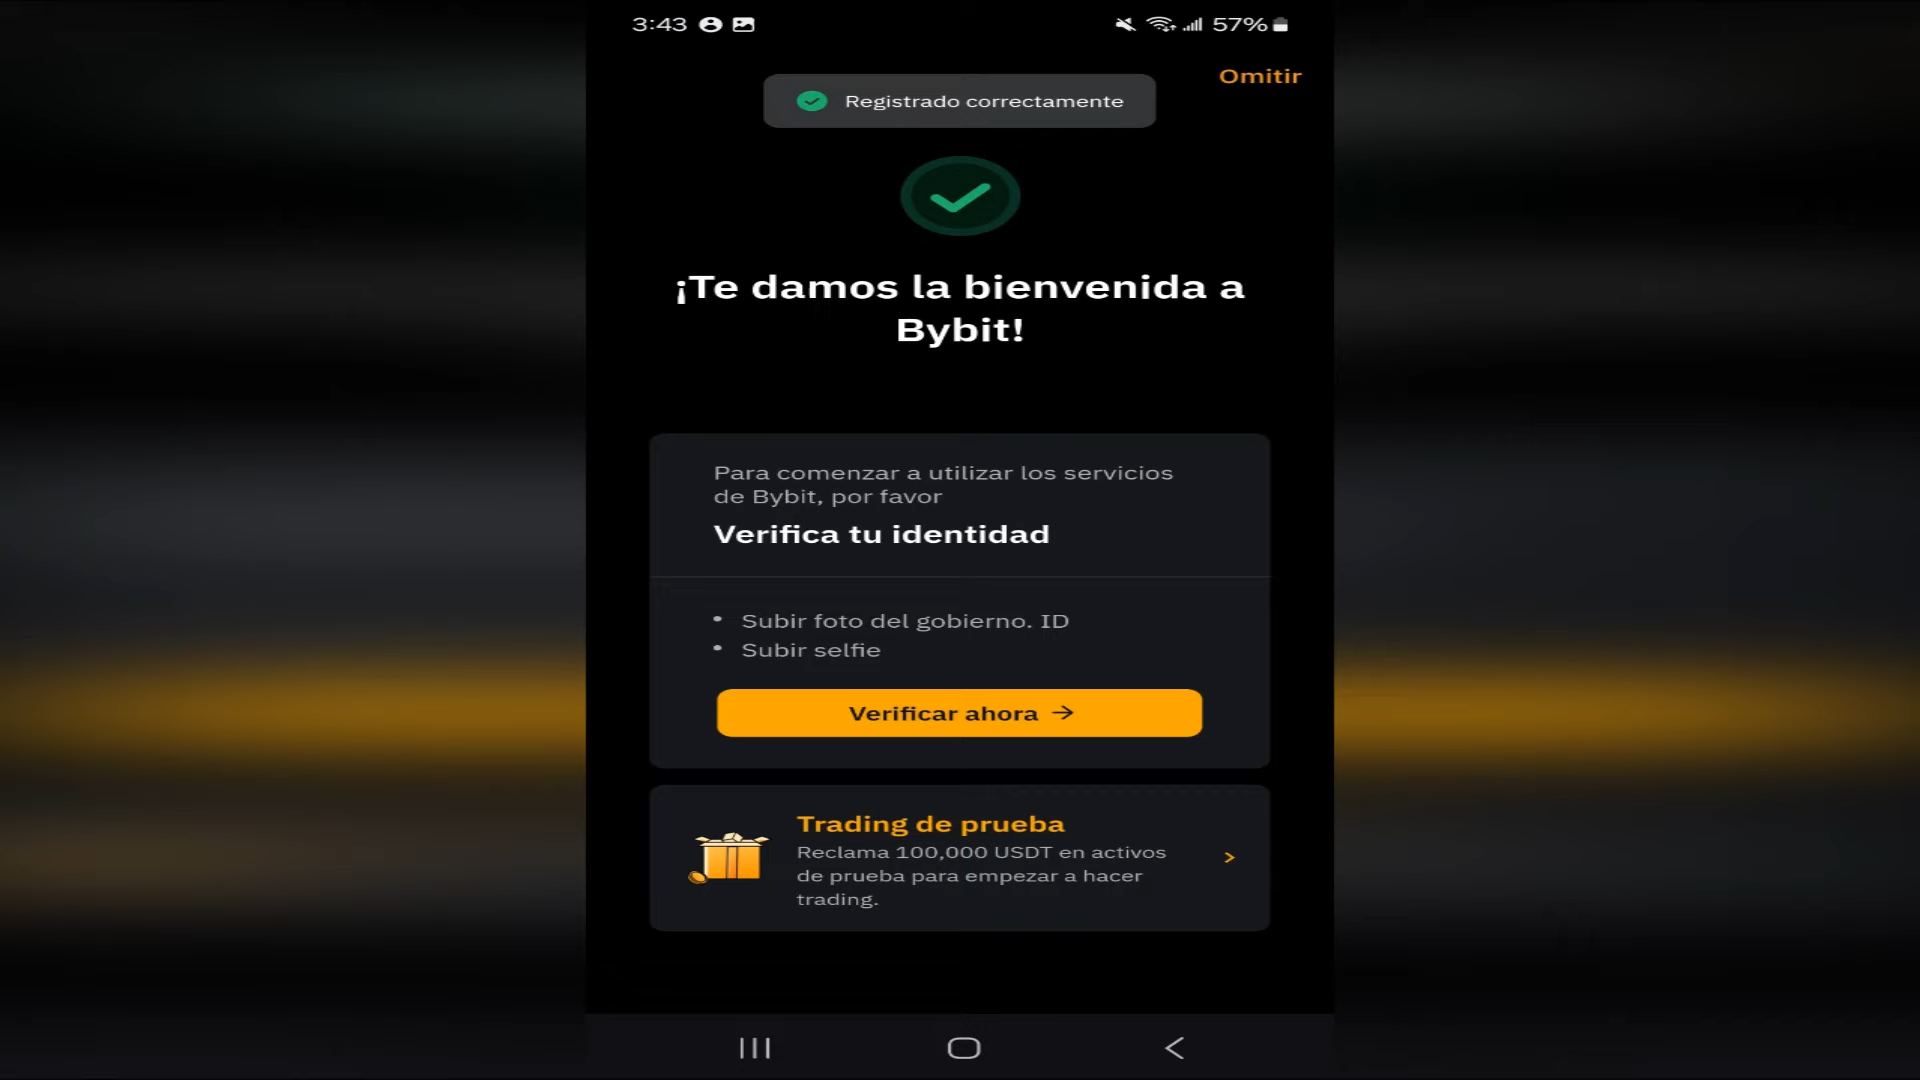 3:43
57%
Omitir
Registrado correctamente
¡Te damos la bienvenida a
Bybit!
Para comenzar a utilizar los servicios
de Bybit, por favor
Verifica tu identidad
• Subir foto del gobierno. ID
• Subir selfie
Verificar ahora →
Trading de prueba
Reclama 100,000 USDT en activos
de prueba para empezar a hacer
trading.